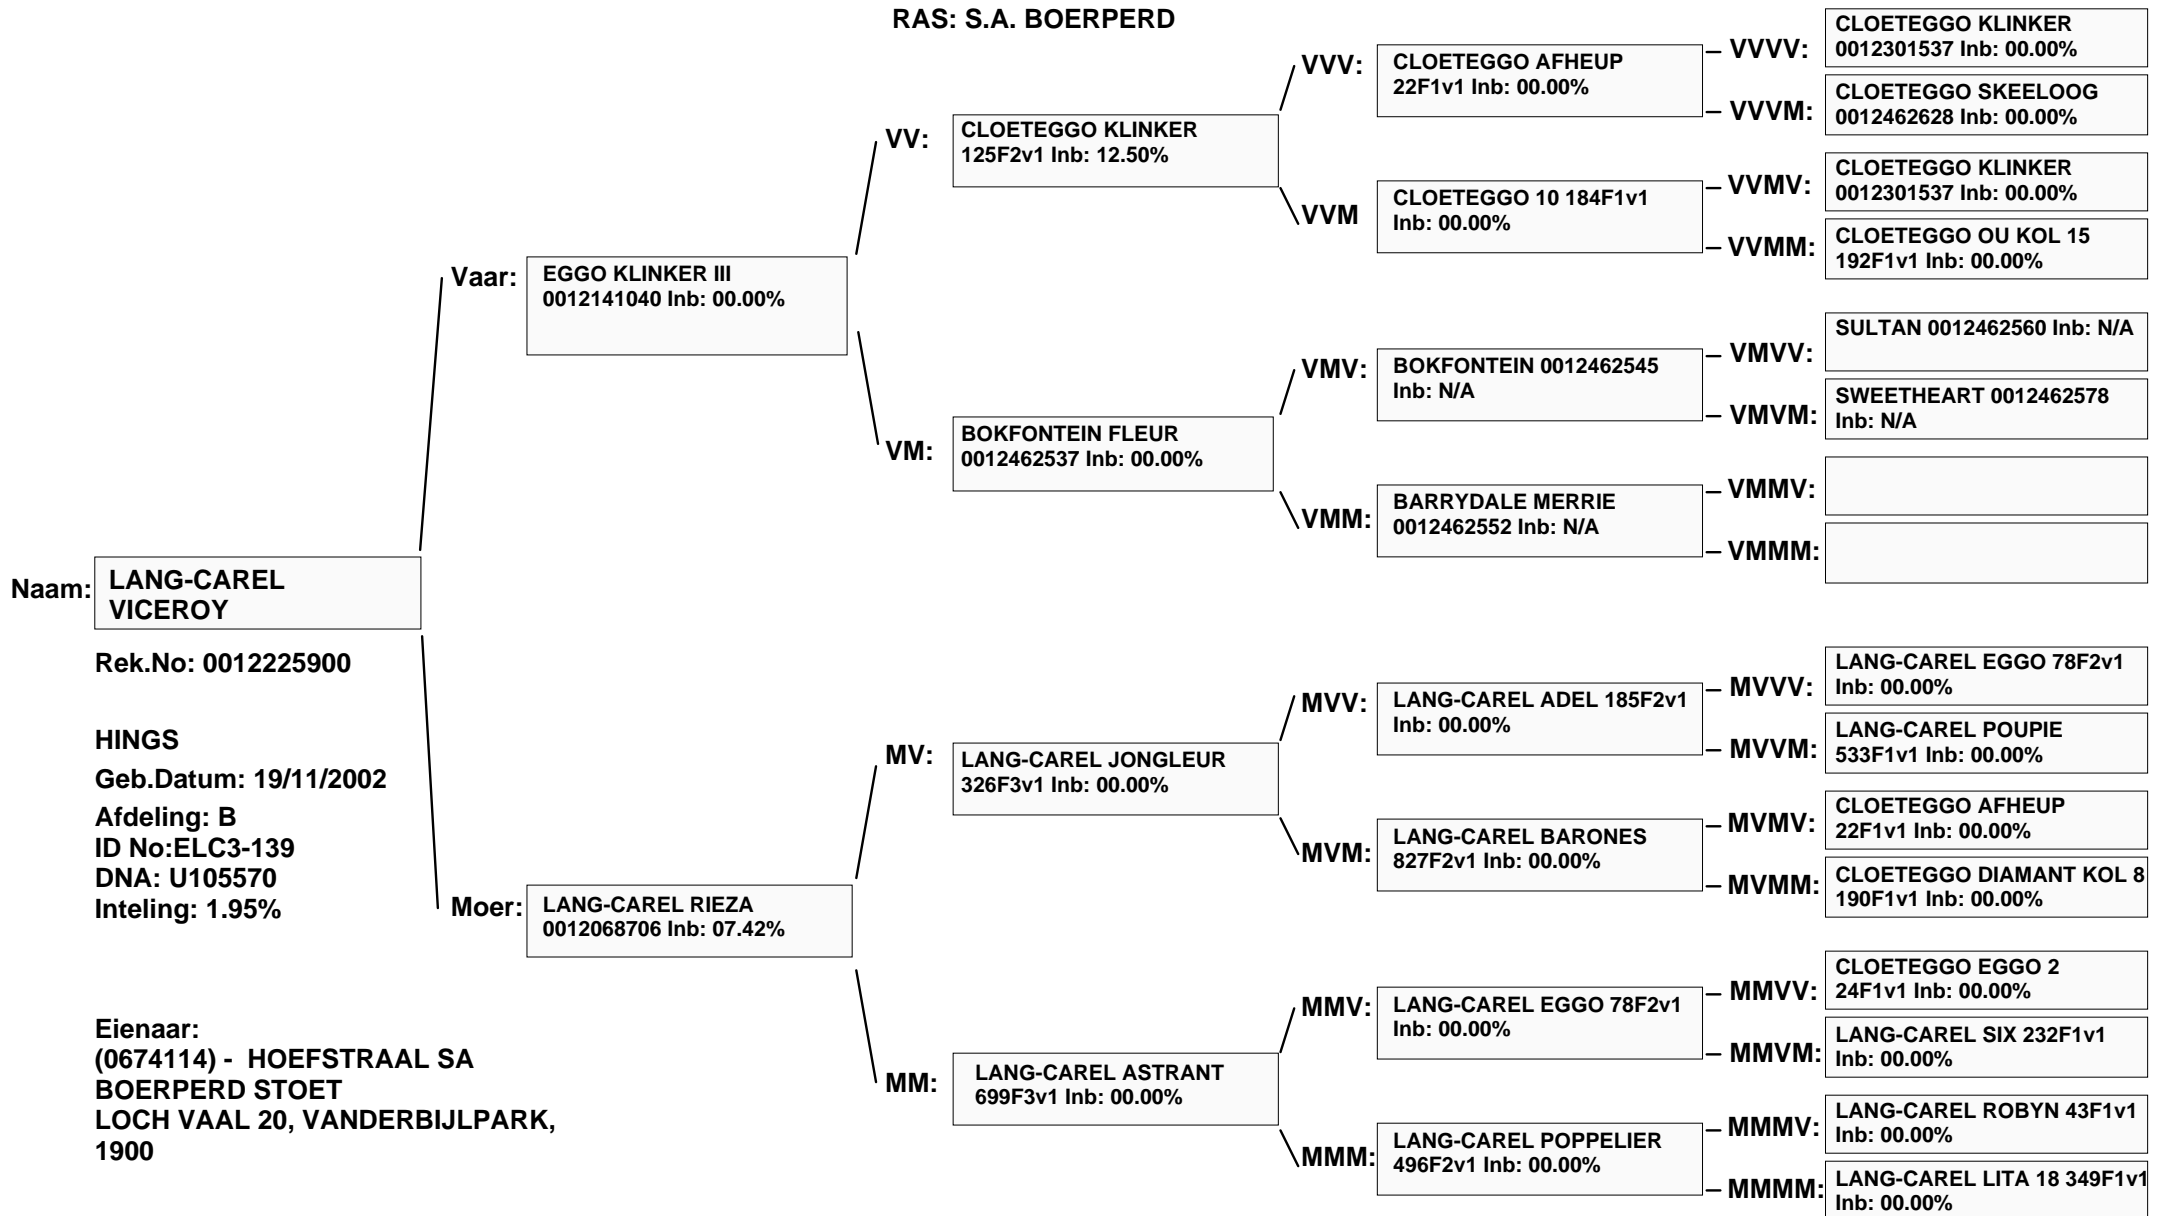 RAS: S.A. BOERPERD
Naam:
LANG-CAREL
VICEROY
Rek.No: 0012225900
HINGS
Geb.Datum: 19/11/2002
Afdeling: B
ID No:ELC3-139
DNA: U105570
Inteling: 1.95%
Eienaar:
(0674114) - HOEFSTRAAL SA
BOERPERD STOET
LOCH VAAL 20, VANDERBIJLPARK,
1900
Vaar:
EGGO KLINKER III
0012141040 Inb: 00.00%
Moer:
LANG-CAREL RIEZA
0012068706 Inb: 07.42%
VV:
CLOETEGGO KLINKER
125F2v1 Inb: 12.50%
VM:
BOKFONTEIN FLEUR
0012462537 Inb: 00.00%
MV:
LANG-CAREL JONGLEUR
326F3v1 Inb: 00.00%
MM:
LANG-CAREL ASTRANT
699F3v1 Inb: 00.00%
VVV:
CLOETEGGO AFHEUP
22F1v1 Inb: 00.00%
VVM
CLOETEGGO 10 184F1v1
Inb: 00.00%
VMV:
BOKFONTEIN 0012462545
Inb: N/A
VMM:
BARRYDALE MERRIE
0012462552 Inb: N/A
MVV:
LANG-CAREL ADEL 185F2v1
Inb: 00.00%
MVM:
LANG-CAREL BARONES
827F2v1 Inb: 00.00%
MMV:
LANG-CAREL EGGO 78F2v1
Inb: 00.00%
MMM:
LANG-CAREL POPPELIER
496F2v1 Inb: 00.00%
– VVVV:
CLOETEGGO KLINKER
0012301537 Inb: 00.00%
– VVVM:
CLOETEGGO SKEELOOG
0012462628 Inb: 00.00%
– VVMV:
CLOETEGGO KLINKER
0012301537 Inb: 00.00%
– VVMM:
CLOETEGGO OU KOL 15
192F1v1 Inb: 00.00%
– VMVV:
SULTAN 0012462560 Inb: N/A
– VMVM:
SWEETHEART 0012462578
Inb: N/A
– VMMV:
– VMMM:
– MVVV:
LANG-CAREL EGGO 78F2v1
Inb: 00.00%
– MVVM:
LANG-CAREL POUPIE
533F1v1 Inb: 00.00%
– MVMV:
CLOETEGGO AFHEUP
22F1v1 Inb: 00.00%
– MVMM:
CLOETEGGO DIAMANT KOL 8
190F1v1 Inb: 00.00%
– MMVV:
CLOETEGGO EGGO 2
24F1v1 Inb: 00.00%
– MMVM:
LANG-CAREL SIX 232F1v1
Inb: 00.00%
– MMMV:
LANG-CAREL ROBYN 43F1v1
Inb: 00.00%
– MMMM:
LANG-CAREL LITA 18 349F1v1
Inb: 00.00%